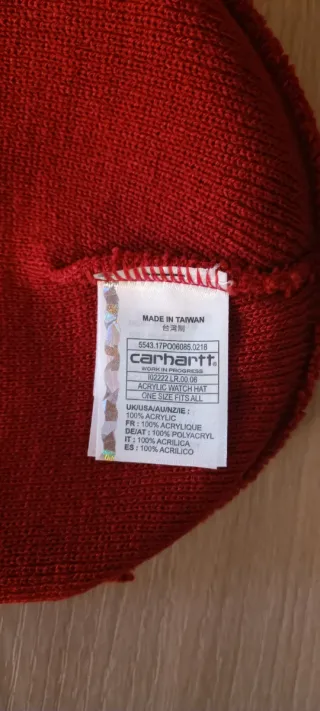 MADE IN TAIWAN
台灣製
5543.17PO06085.0216
carhartt.
WORK IN PROGRESS
I02222.LR.00.06
ACRYLIC WATCH HAT
ONE SIZE FITS ALL
UK/USA/AU/NZ/IE :
100% ACRYLIC
FR : 100% ACRYLIQUE
DE/AT : 100% POLYACRYL
IT : 100% ACRILICA
ES : 100% ACRILICO